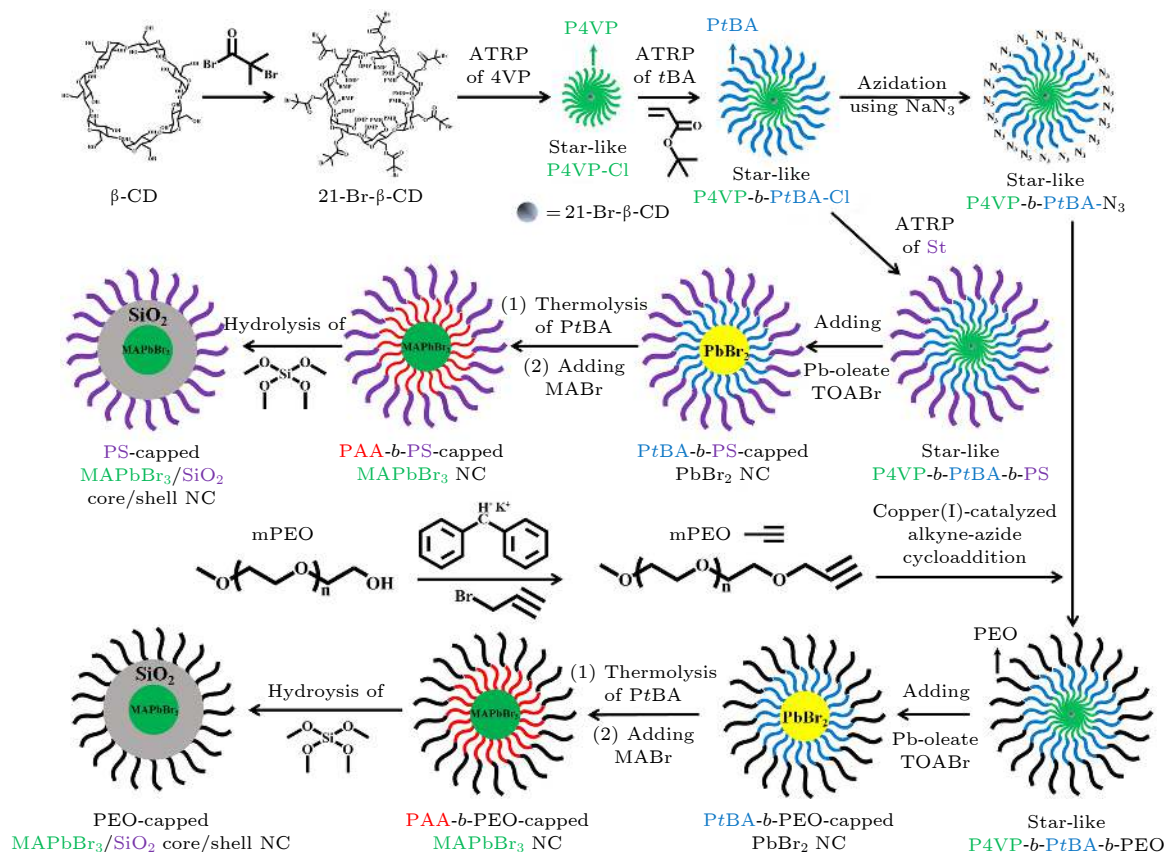 P4VP
PtBA
ATRP
of 4VP
ATRP
of tBA
Azidation
using NaN₃
Br
O
Br
O
O
N₃
β-CD
21-Br-β-CD
Star-like
P4VP-Cl
= 21-Br-β-CD
Star-like
P4VP-b-PtBA-Cl
Star-like
P4VP-b-PtBA-N₃
ATRP
of St
SiO₂
MAPbBr₃
Hydrolysis of
O
O
Si
O
O
MAPbBr₃
(1) Thermolysis
of PtBA
(2) Adding
MABr
PbBr₂
Adding
Pb-oleate
TOABr
PS-capped
MAPbBr₃/SiO₂
core/shell NC
PAA-b-PS-capped
MAPbBr₃ NC
PtBA-b-PS-capped
PbBr₂ NC
Star-like
P4VP-b-PtBA-b-PS
mPEO
O
O
n
OH
H⁻ K⁺
C
Br
mPEO
O
O
n
O
Copper(I)-catalyzed
alkyne-azide
cycloaddition
SiO₂
MAPbBr₃
Hydroysis of
O
O
Si
O
O
MAPbBr₃
(1) Thermolysis
of PtBA
(2) Adding
MABr
PbBr₂
Adding
Pb-oleate
TOABr
PEO
PEO-capped
MAPbBr₃/SiO₂ core/shell NC
PAA-b-PEO-capped
MAPbBr₃ NC
PtBA-b-PEO-capped
PbBr₂ NC
Star-like
P4VP-b-PtBA-b-PEO